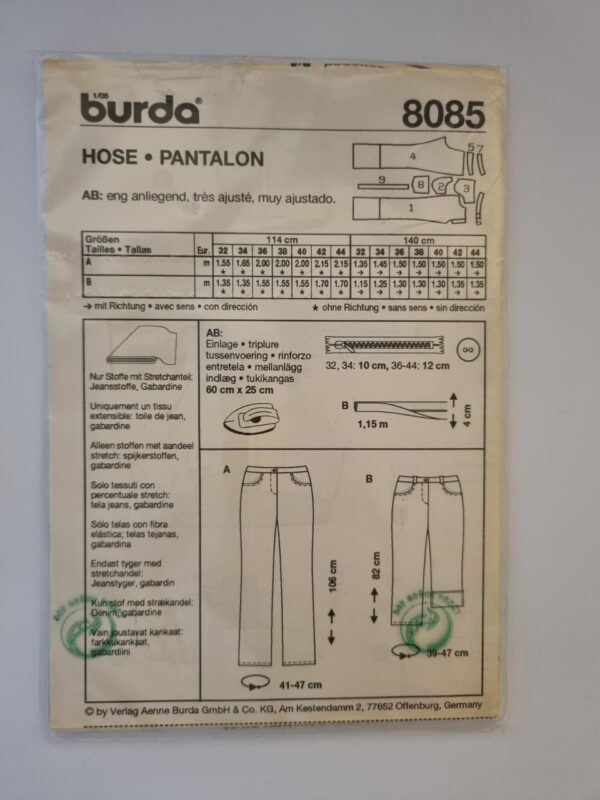 1/06
burda®
8085
HOSE • PANTALON
AB: eng anliegend, très ajusté, muy ajustado.
4
5
7
9
8
2
3
1
6
Größen
Tailles • Tallas Eur. 114 cm 140 cm
32 34 36 38 40 42 44 32 34 36 38 40 42 44
A m 1.55 1.65 2.00 2.00 2.00 2.15 2.15 1.35 1.45 1.50 1.50 1.50 1.50 1.50
★ ★ ★ ★ ★ ★ ★ → → → → → → →
B m 1.35 1.35 1.55 1.55 1.55 1.70 1.70 1.15 1.25 1.30 1.30 1.30 1.35 1.35
★ ★ ★ ★ ★ ★ ★ → → → → → → →
→ mit Richtung • avec sens • con dirección ★ ohne Richtung • sans sens • sin dirección
Nur Stoffe mit Stretchanteil:
Jeansstoffe, Gabardine
Uniquement un tissu
extensible: toile de jean,
gabardine
Alleen stoffen met aandeel
stretch: spijkerstoffen,
gabardine
Solo tessuti con
percentuale stretch:
tela jeans, gabardine
Sólo telas con fibra
elástica; telas tejanas,
gabardina
Endast tyger med
stretchandel:
Jeanstyger, gabardin
Kun stof med strækandel:
Denim, gabardine
Vain joustavat kankaat:
farkkukankaat,
gabardiini
AB:
Einlage • triplure
tussenvoering • rinforzo
entretela • mellanlägg
indlæg • tukikangas
60 cm x 25 cm
32, 34: 10 cm, 36-44: 12 cm
B
1,15 m
4 cm
A
106 cm
41-47 cm
B
82 cm
39-47 cm
© by Verlag Aenne Burda GmbH & Co. KG, Am Kestendamm 2, 77652 Offenburg, Germany